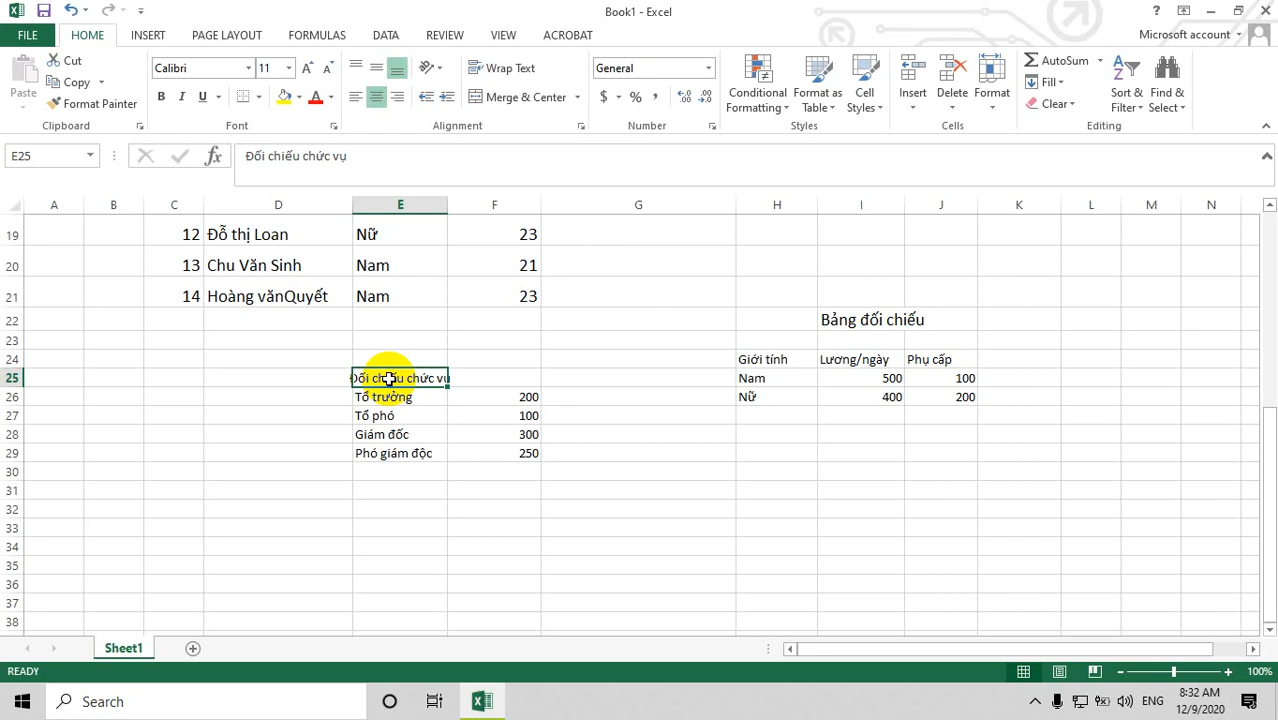 Book1 - Excel
?
FILE
HOME
INSERT
PAGE LAYOUT
FORMULAS
DATA
REVIEW
VIEW
ACROBAT
Microsoft account
Paste
Cut
Copy
Format Painter
Calibri
11
B I U
A
Wrap Text
Merge & Center
General
$ % ,
Conditional Formatting
Format as Table
Cell Styles
Insert
Delete
Format
AutoSum
Fill
Clear
Sort & Filter
Find & Select
Clipboard
Font
Alignment
Number
Styles
Cells
Editing
E25
fx
Đối chiếu chức vụ
A B C D E F G H I J K L M N
19 12 Đỗ thị Loan Nữ 23
20 13 Chu Văn Sinh Nam 21
21 14 Hoàng vănQuyết Nam 23
22 Bảng đối chiếu
23
24 Giới tính Lương/ngày Phụ cấp
25 Đối chiếu chức vụ Nam 500 100
26 Tổ trưởng 200 Nữ 400 200
27 Tổ phó 100
28 Giám đốc 300
29 Phó giám độc 250
30
31
32
33
34
35
36
37
38
Sheet1
READY
100%
Search
ENG
8:32 AM
12/9/2020